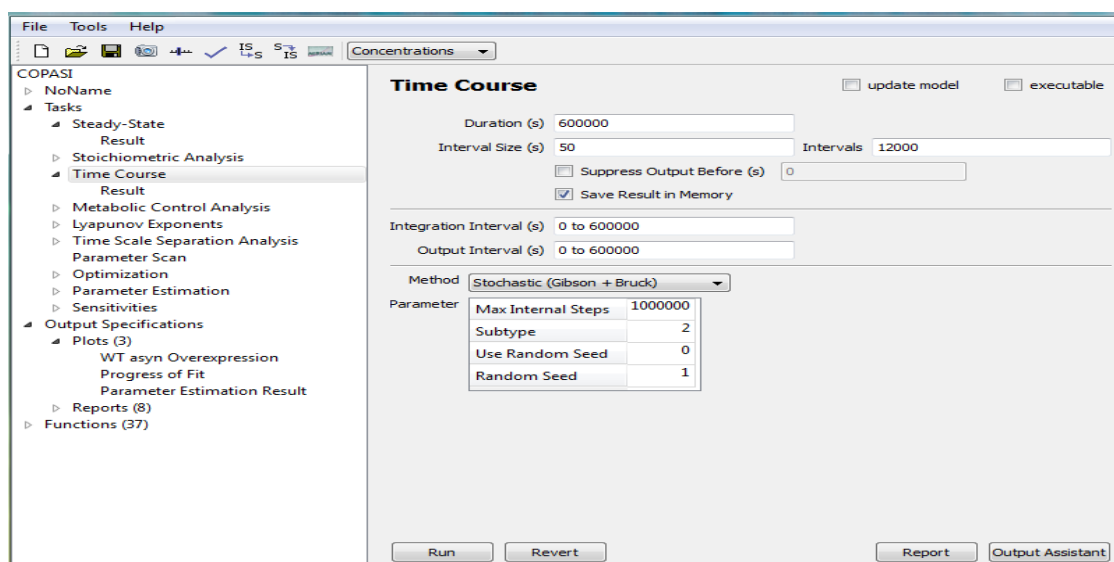 File Tools Help
IS S S IS Concentrations
COPASI
NoName
Tasks
Steady-State
Result
Stoichiometric Analysis
Time Course
Result
Metabolic Control Analysis
Lyapunov Exponents
Time Scale Separation Analysis
Parameter Scan
Optimization
Parameter Estimation
Sensitivities
Output Specifications
Plots (3)
WT asyn Overexpression
Progress of Fit
Parameter Estimation Result
Reports (8)
Functions (37)
Time Course update model executable
Duration (s) 600000
Interval Size (s) 50 Intervals 12000
Suppress Output Before (s) 0
Save Result in Memory
Integration Interval (s) 0 to 600000
Output Interval (s) 0 to 600000
Method Stochastic (Gibson + Bruck)
Parameter Max Internal Steps 1000000
Subtype 2
Use Random Seed 0
Random Seed 1
Run Revert Report Output Assistant